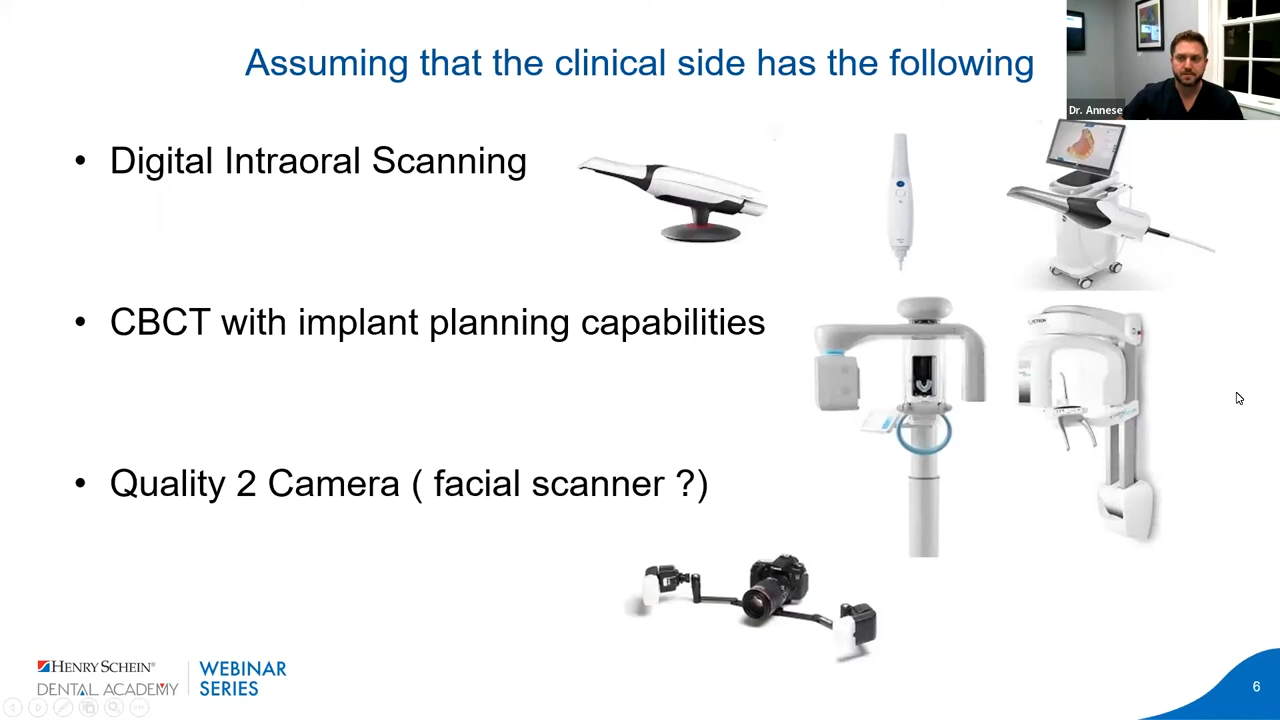 Assuming that the clinical side has the following
Dr. Annese
• Digital Intraoral Scanning
• CBCT with implant planning capabilities
• Quality 2 Camera ( facial scanner ?)
HENRY SCHEIN®
DENTAL ACADEMY
WEBINAR
SERIES
6